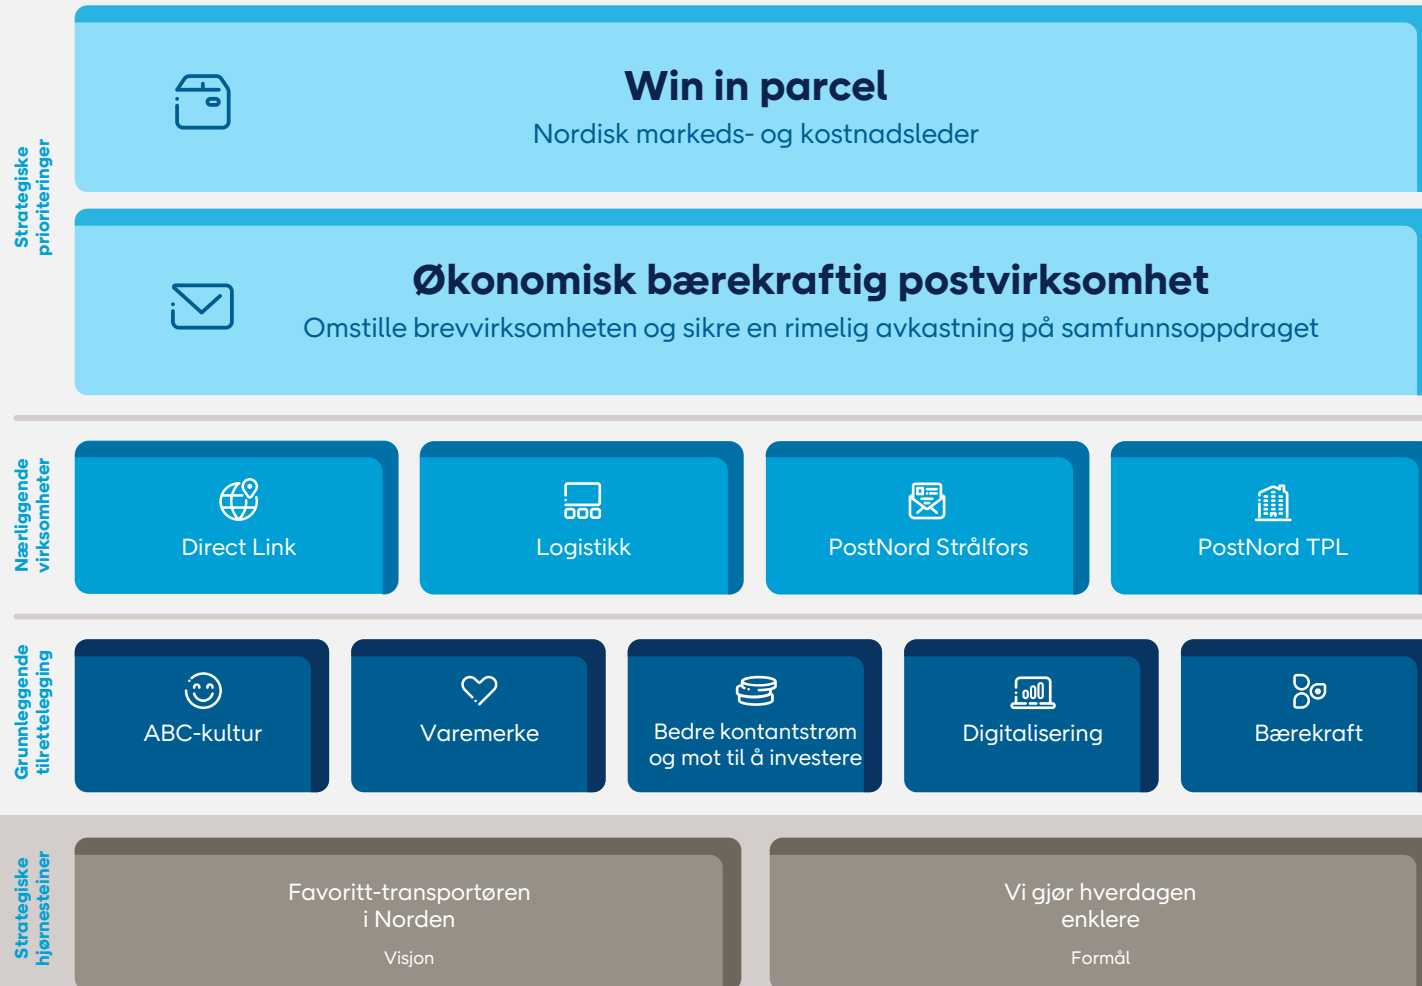 Strategiske
prioriteringer
Win in parcel
Nordisk markeds- og kostnadsleder
Økonomisk bærekraftig postvirksomhet
Omstille brevvirksomheten og sikre en rimelig avkastning på samfunnsoppdraget
Nærliggende
virksomheter
Direct Link
Logistikk
PostNord Strålfors
PostNord TPL
Grunnleggende
tilrettelegging
ABC-kultur
Varemerke
Bedre kontantstrøm
og mot til å investere
Digitalisering
Bærekraft
Strategiske
hjørnesteiner
Favoritt-transportøren
i Norden
Visjon
Vi gjør hverdagen
enklere
Formål